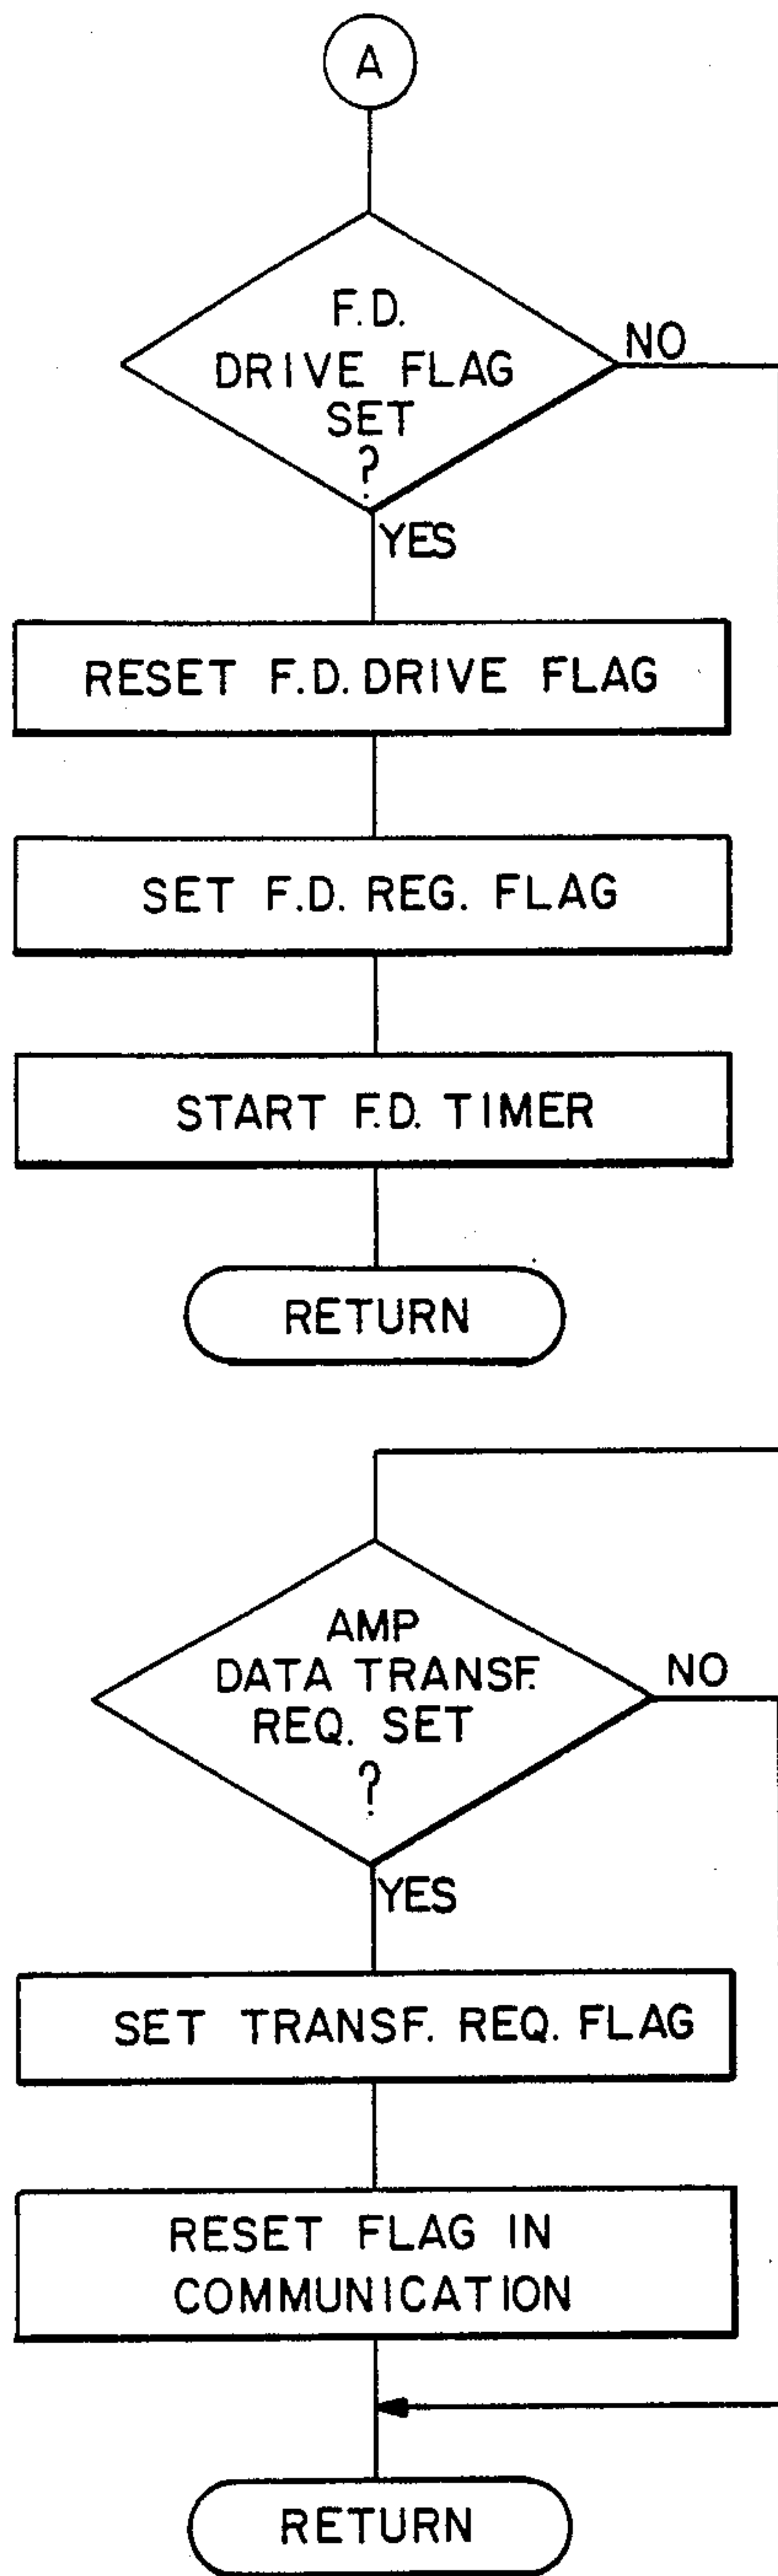 A
F.D.
DRIVE FLAG
SET
?
NO
YES
RESET F.D. DRIVE FLAG
SET F.D. REG. FLAG
START F.D. TIMER
RETURN
AMP
DATA TRANSF.
REQ. SET
?
NO
YES
SET TRANSF. REQ. FLAG
RESET FLAG IN
COMMUNICATION
RETURN